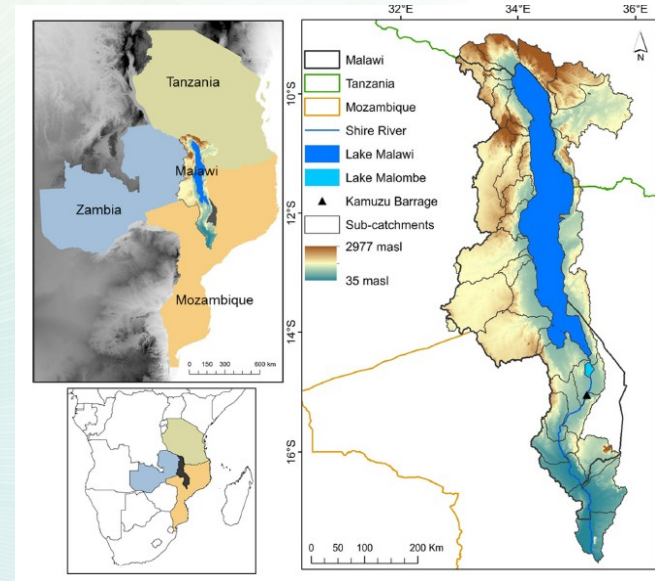 Tanzania
Malawi
Zambia
Mozambique
0 150 300 600 km
32°E 34°E 36°E
N
10°S
12°S
14°S
16°S
Malawi
Tanzania
Mozambique
Shire River
Lake Malawi
Lake Malombe
Kamuzu Barrage
Sub-catchments
2977 masl
35 masl
0 50 100 200 Km